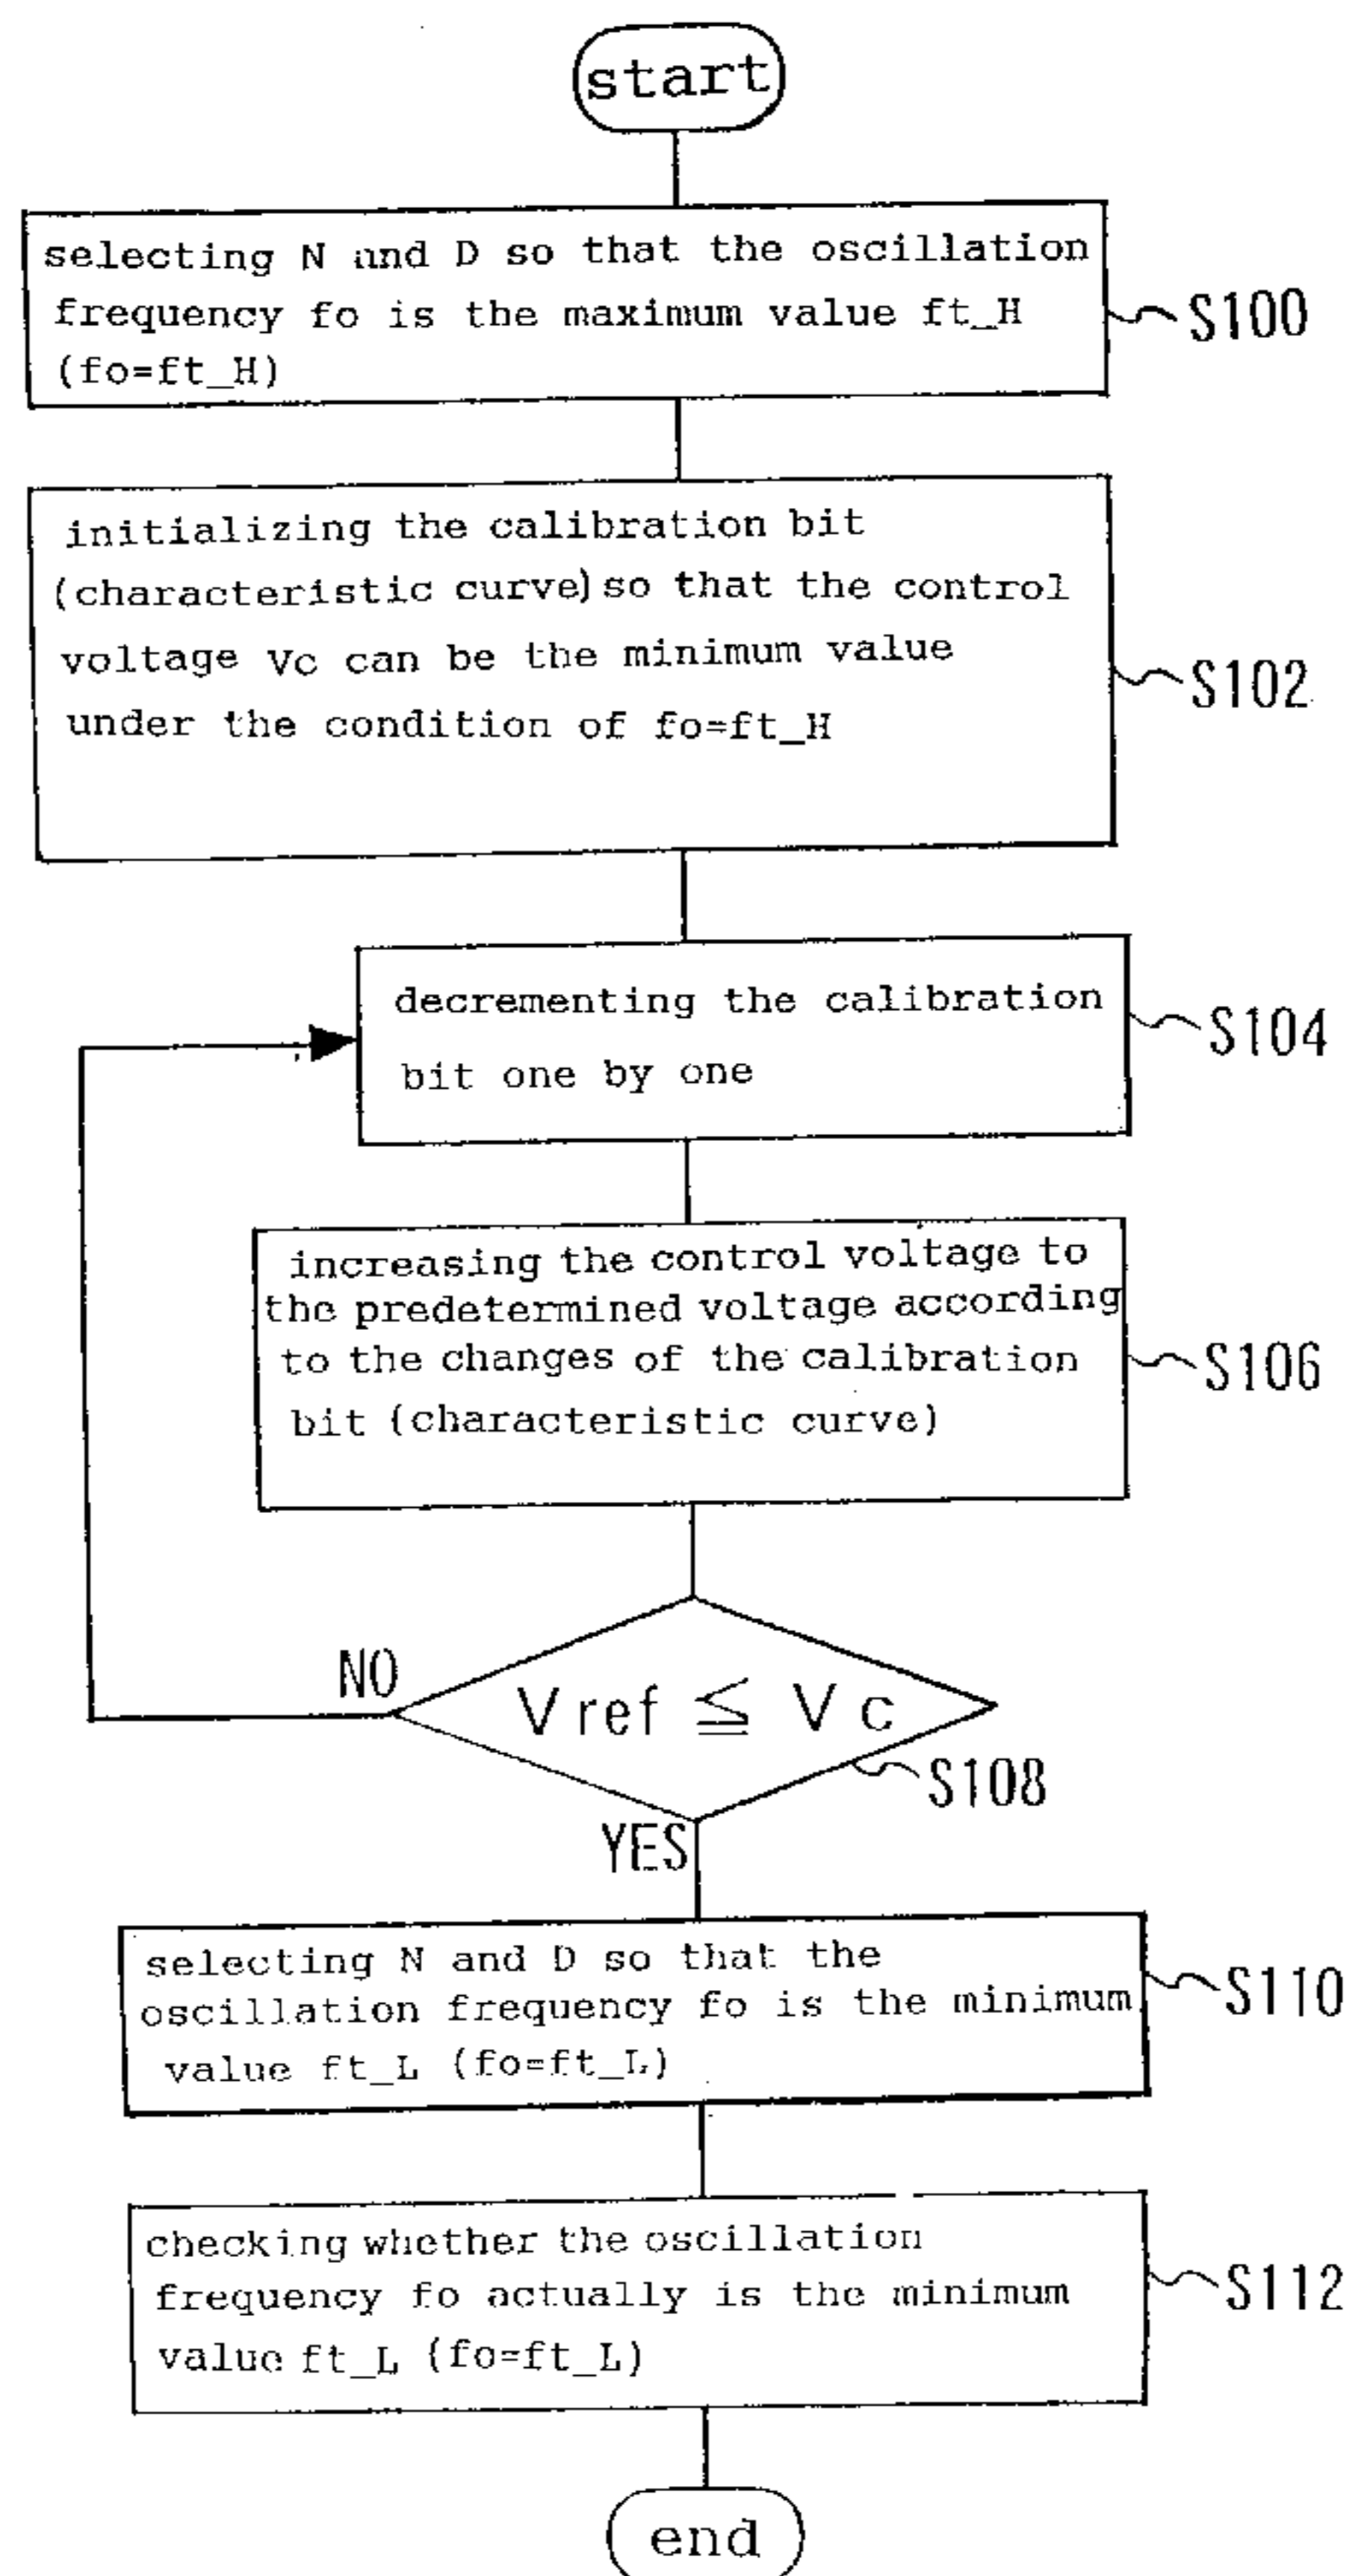 start
selecting N and D so that the oscillation
frequency fo is the maximum value ft_H
(fo=ft_H)
S100
initializing the calibration bit
(characteristic curve) so that the control
voltage Vc can be the minimum value
under the condition of fo=ft_H
S102
decrementing the calibration
bit one by one
S104
increasing the control voltage to
the predetermined voltage according
to the changes of the calibration
bit (characteristic curve)
S106
NO
Vref ≦ Vc
S108
YES
selecting N and D so that the
oscillation frequency fo is the minimum
value ft_L (fo=ft_L)
S110
checking whether the oscillation
frequency fo actually is the minimum
value ft_L (fo=ft_L)
S112
end